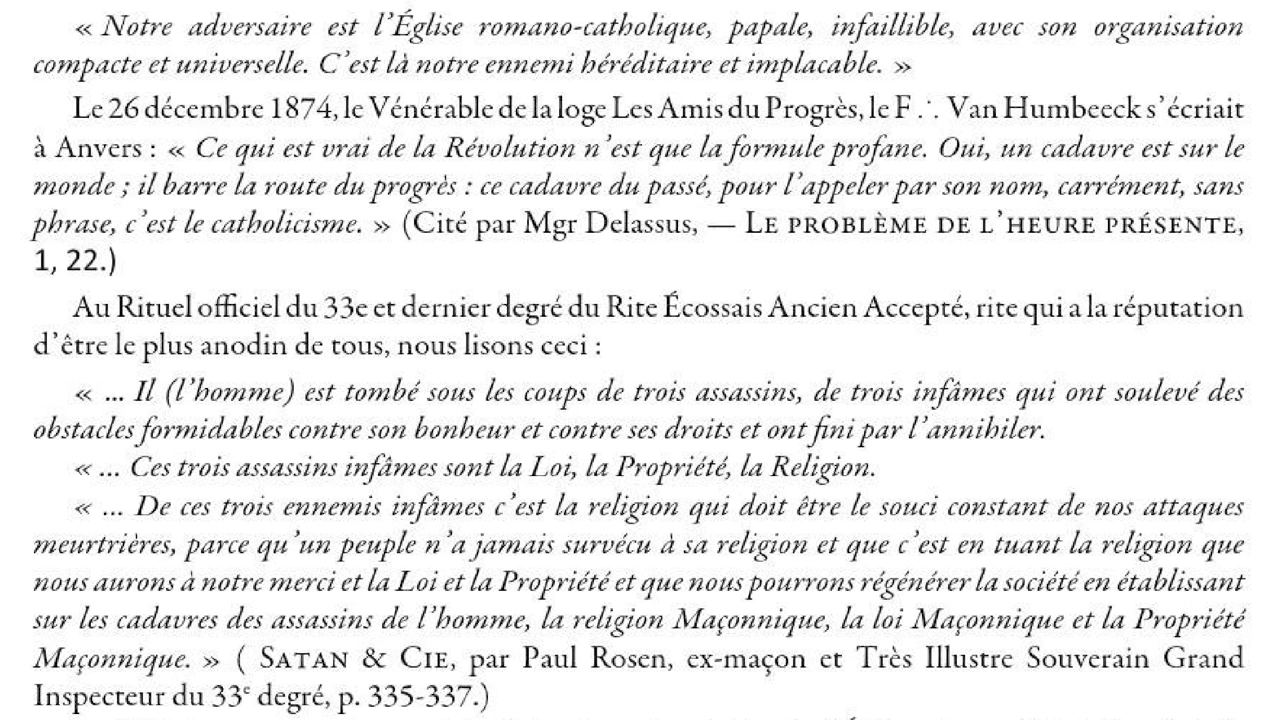 « Notre adversaire est l’Église romano-catholique, papale, infaillible, avec son organisation
compacte et universelle. C’est là notre ennemi héréditaire et implacable. »
Le 26 décembre 1874, le Vénérable de la loge Les Amis du Progrès, le F ∴ Van Humbeeck s’écriait
à Anvers : « Ce qui est vrai de la Révolution n’est que la formule profane. Oui, un cadavre est sur le
monde ; il barre la route du progrès : ce cadavre du passé, pour l’appeler par son nom, carrément, sans
phrase, c’est le catholicisme. » (Cité par Mgr Delassus, — LE PROBLÈME DE L’HEURE PRÉSENTE,
1, 22.)
Au Rituel officiel du 33e et dernier degré du Rite Écossais Ancien Accepté, rite qui a la réputation
d’être le plus anodin de tous, nous lisons ceci :
« ... Il (l’homme) est tombé sous les coups de trois assassins, de trois infâmes qui ont soulevé des
obstacles formidables contre son bonheur et contre ses droits et ont fini par l’annihiler.
« ... Ces trois assassins infâmes sont la Loi, la Propriété, la Religion.
« ... De ces trois ennemis infâmes c’est la religion qui doit être le souci constant de nos attaques
meurtrières, parce qu’un peuple n’a jamais survécu à sa religion et que c’est en tuant la religion que
nous aurons à notre merci et la Loi et la Propriété et que nous pourrons régénérer la société en établissant
sur les cadavres des assassins de l’homme, la religion Maçonnique, la loi Maçonnique et la Propriété
Maçonnique. » ( SATAN & CIE, par Paul Rosen, ex-maçon et Très Illustre Souverain Grand
Inspecteur du 33ᵉ degré, p. 335-337.)